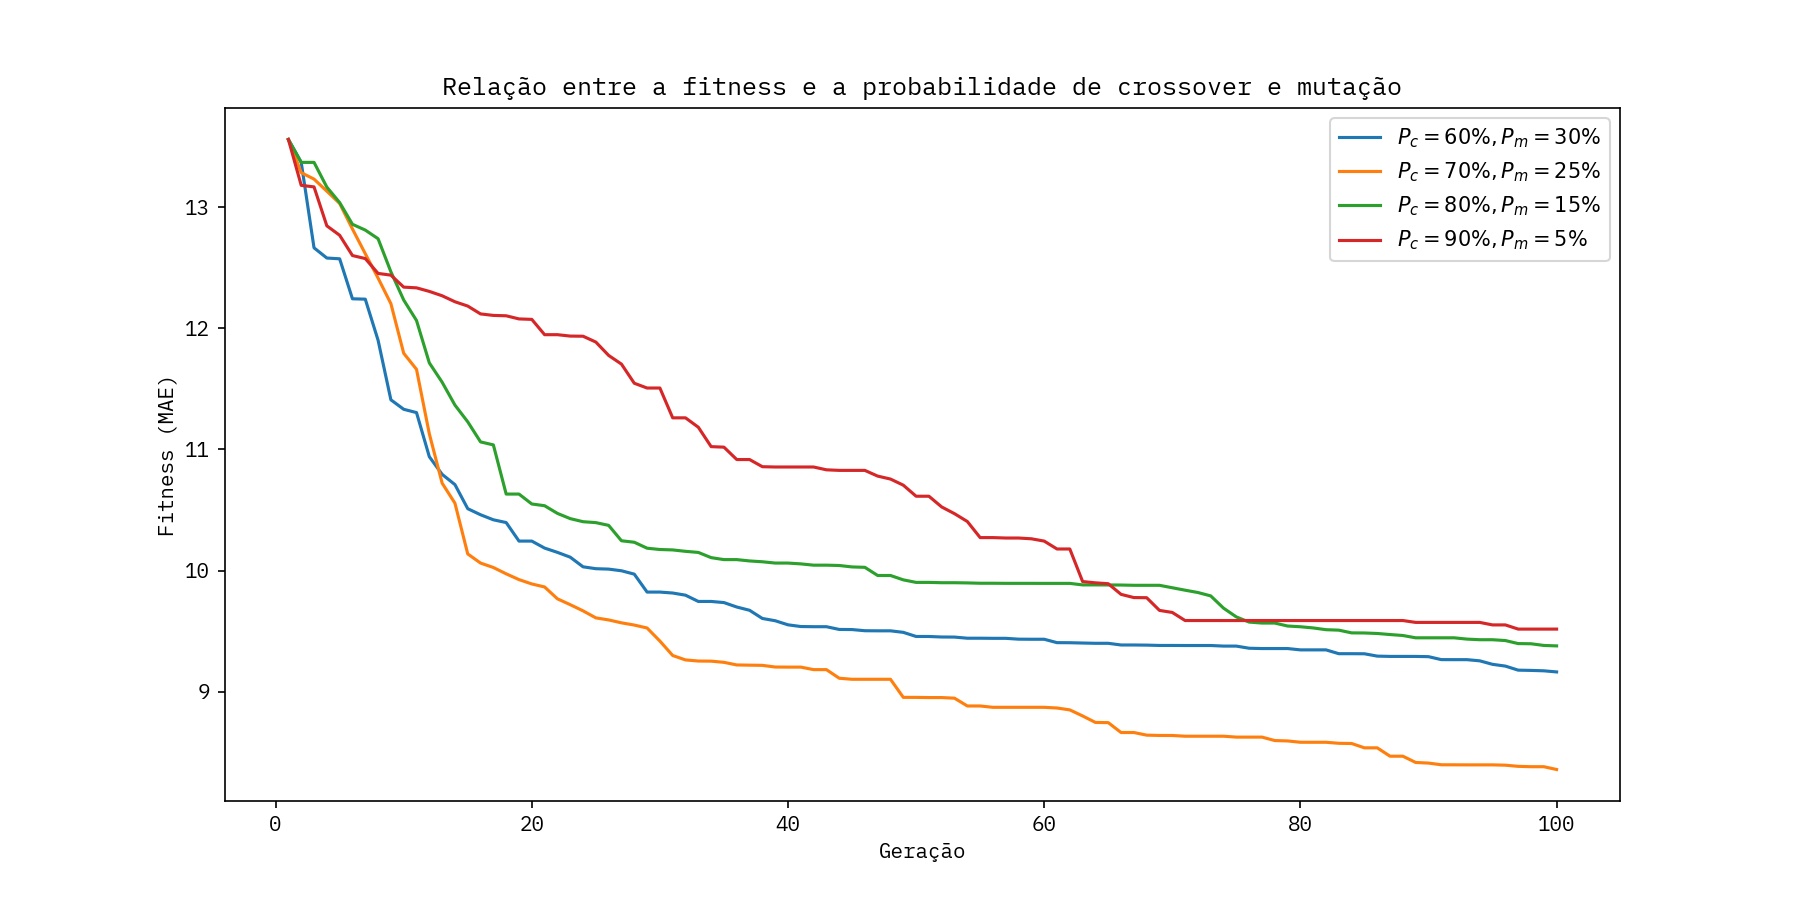 Relação entre a fitness e a probabilidade de crossover e mutação
P_c = 60%, P_m = 30%
P_c = 70%, P_m = 25%
P_c = 80%, P_m = 15%
P_c = 90%, P_m = 5%
Fitness (MAE)
13
12
11
10
9
0 20 40 60 80 100
Geração